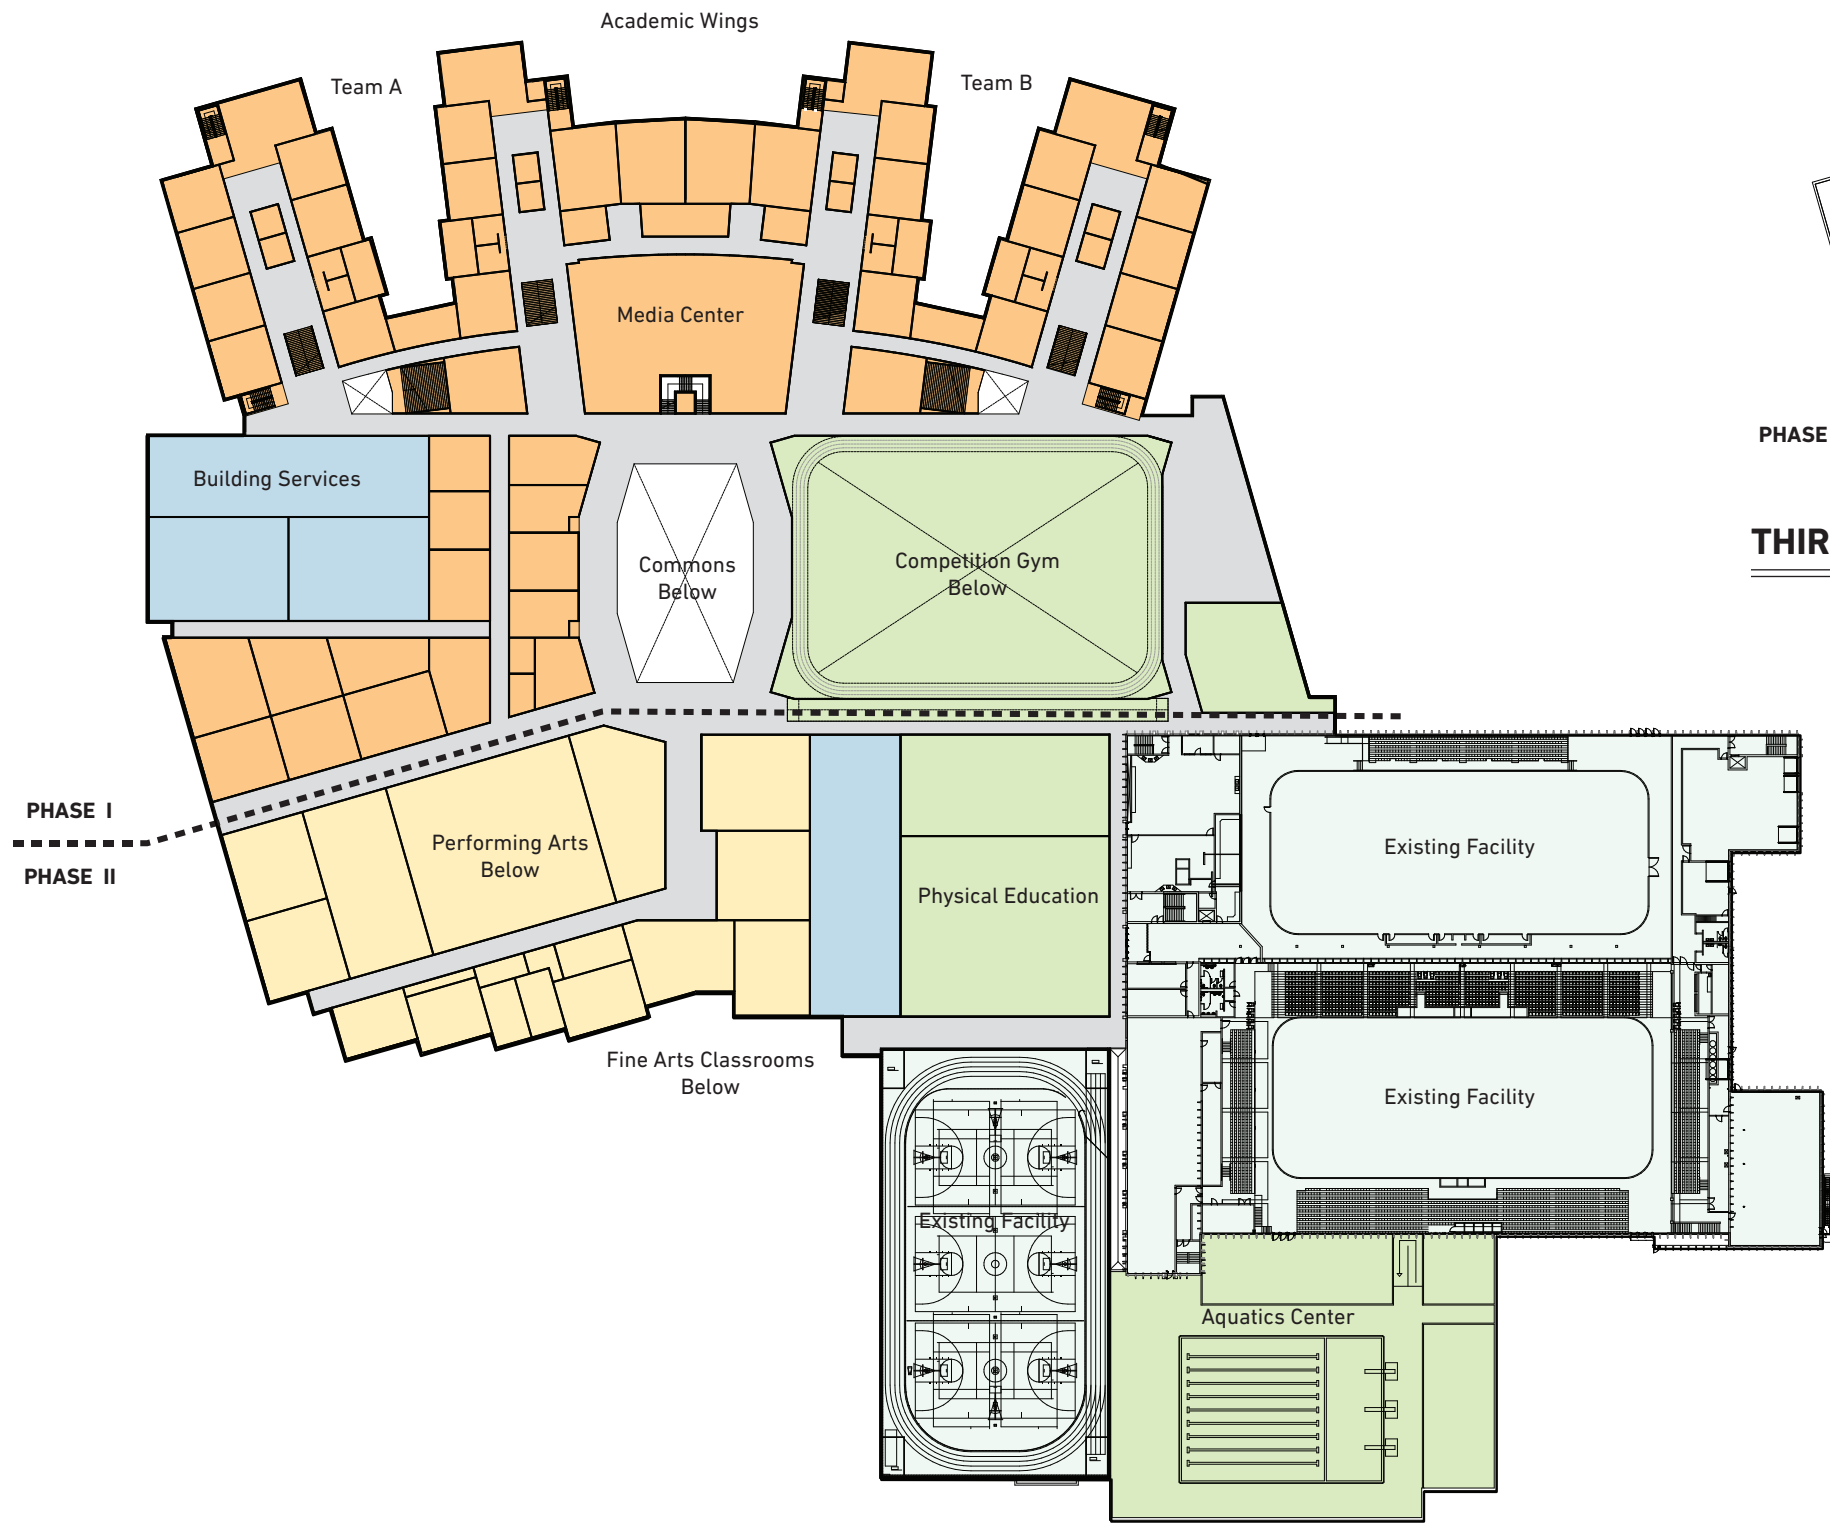 Academic Wings
Team A
Team B
Media Center
PHASE
Building Services
THIR
Commons
Below
Competition Gym
Below
PHASE I
PHASE II
Performing Arts
Below
Physical Education
Existing Facility
Fine Arts Classrooms
Below
Existing Facility
Existing Facility
Aquatics Center